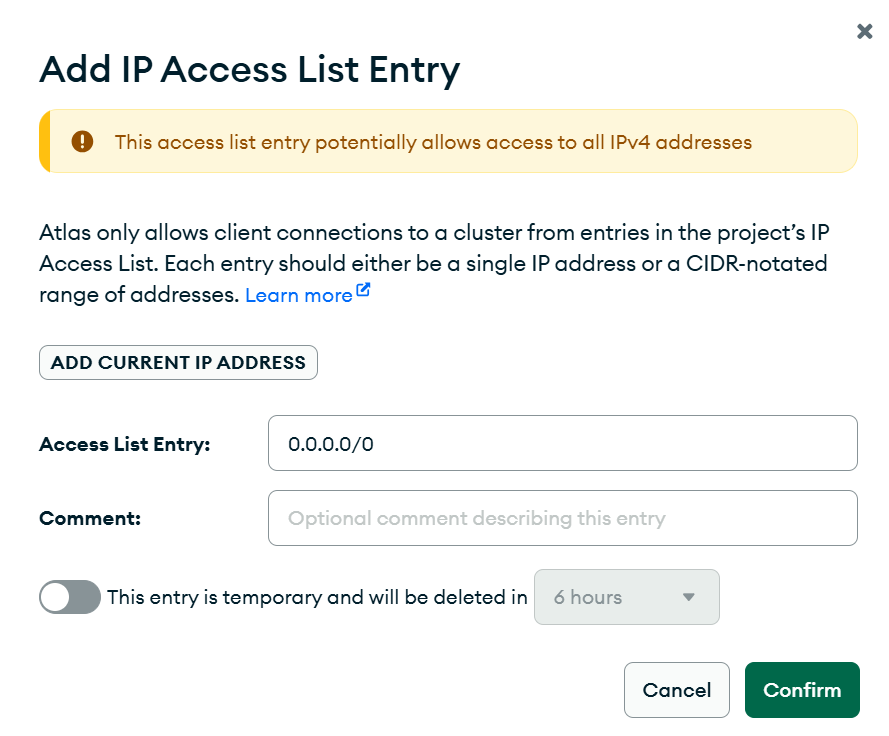 Add IP Access List Entry
This access list entry potentially allows access to all IPv4 addresses
Atlas only allows client connections to a cluster from entries in the project’s IP
Access List. Each entry should either be a single IP address or a CIDR-notated
range of addresses. Learn more
ADD CURRENT IP ADDRESS
Access List Entry: 0.0.0.0/0
Comment: Optional comment describing this entry
This entry is temporary and will be deleted in 6 hours
Cancel Confirm